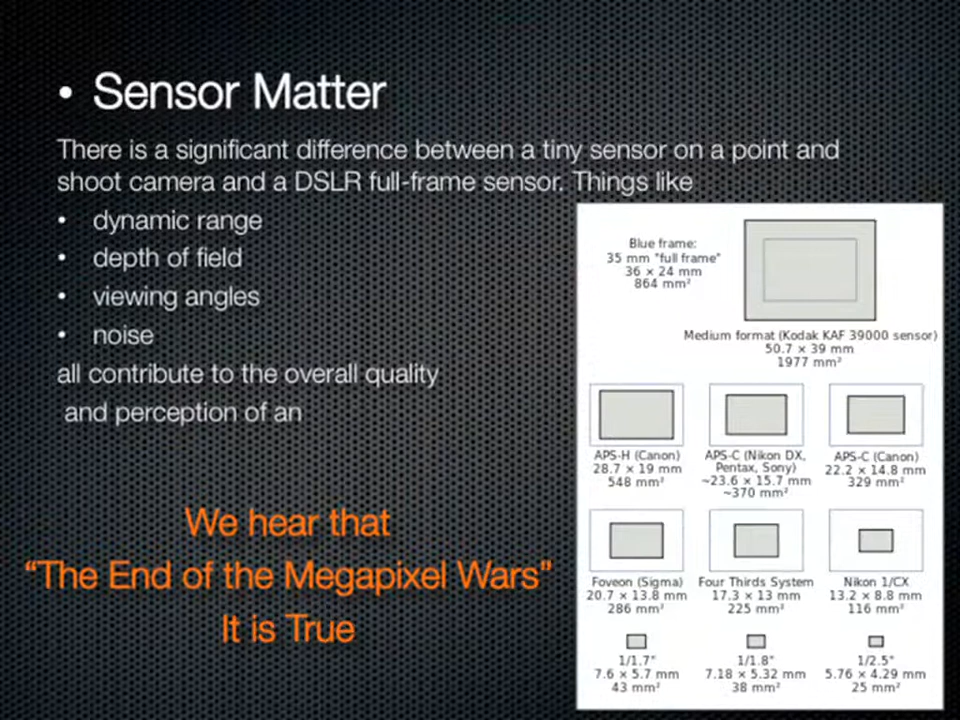 • Sensor Matter
There is a significant difference between a tiny sensor on a point and
shoot camera and a DSLR full-frame sensor. Things like
• dynamic range
• depth of field
• viewing angles
• noise
all contribute to the overall quality
and perception of an
We hear that
“The End of the Megapixel Wars”
It is True
Blue frame:
35 mm "full frame"
36 × 24 mm
864 mm²
Medium format (Kodak KAF 39000 sensor)
50.7 × 39 mm
1977 mm²
APS-H (Canon)
28.7 × 19 mm
548 mm²
APS-C (Nikon DX,
Pentax, Sony)
~23.6 × 15.7 mm
~370 mm²
APS-C (Canon)
22.2 × 14.8 mm
329 mm²
Foveon (Sigma)
20.7 × 13.8 mm
286 mm²
Four Thirds System
17.3 × 13 mm
225 mm²
Nikon 1/CX
13.2 × 8.8 mm
116 mm²
1/1.7"
7.6 × 5.7 mm
43 mm²
1/1.8"
7.18 × 5.32 mm
38 mm²
1/2.5"
5.76 × 4.29 mm
25 mm²